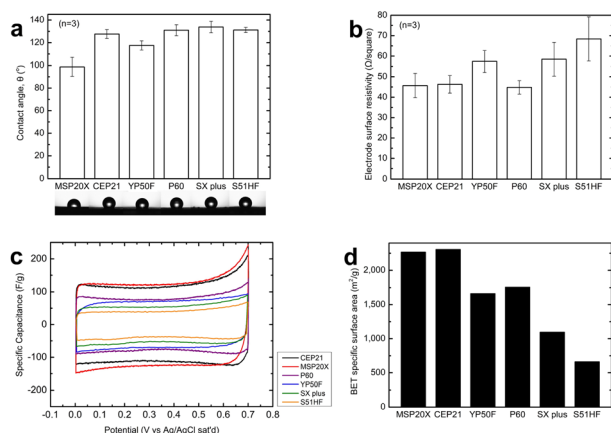 a
(n=3)
Contact angle, θ (°)
140
120
100
80
60
40
20
0
MSP20X CEP21 YP50F P60 SX plus S51HF
b
(n=3)
Electrode surface resistivity (Ω/square)
80
70
60
50
40
30
20
10
0
MSP20X CEP21 YP50F P60 SX plus S51HF
c
Specific Capacitance (F/g)
200
100
0
-100
-200
-0.1 0.0 0.1 0.2 0.3 0.4 0.5 0.6 0.7 0.8
Potential (V vs Ag/AgCl sat'd)
CEP21
MSP20X
P60
YP50F
SX plus
S51HF
d
BET specific surface area (m²/g)
2,500
2,000
1,500
1,000
500
0
MSP20X CEP21 YP50F P60 SX plus S51HF